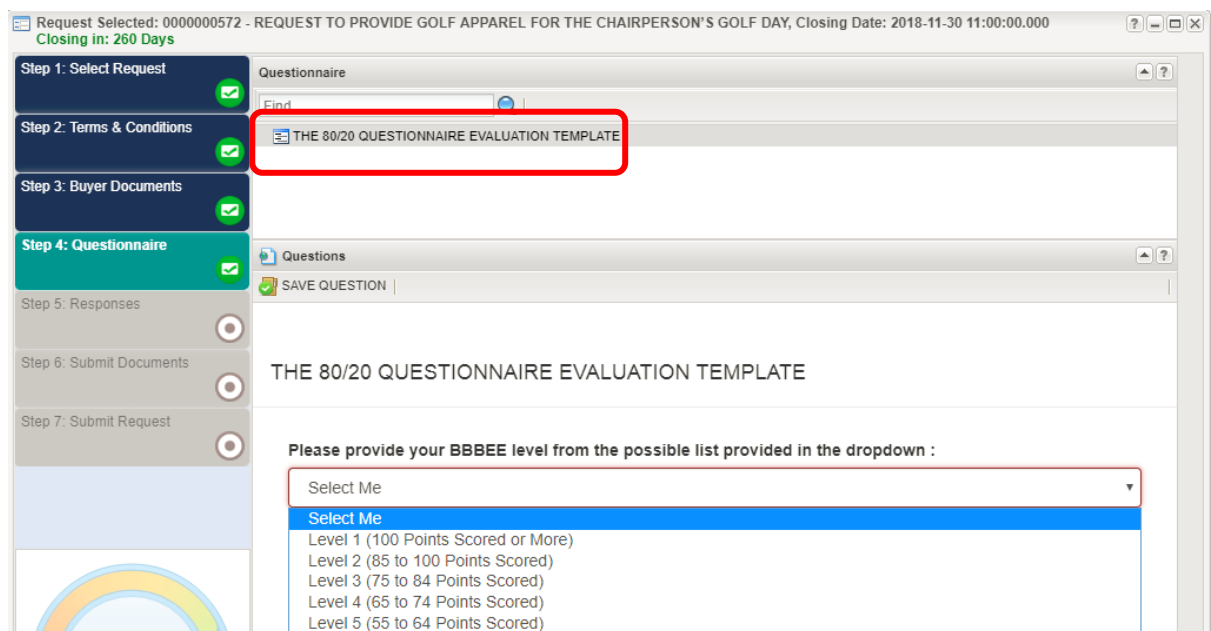 Request Selected: 0000000572 - REQUEST TO PROVIDE GOLF APPAREL FOR THE CHAIRPERSON'S GOLF DAY, Closing Date: 2018-11-30 11:00:00.000
Closing in: 260 Days
Step 1: Select Request
Step 2: Terms & Conditions
Step 3: Buyer Documents
Step 4: Questionnaire
Step 5: Responses
Step 6: Submit Documents
Step 7: Submit Request
Questionnaire
Find
THE 80/20 QUESTIONNAIRE EVALUATION TEMPLATE
Questions
SAVE QUESTION
THE 80/20 QUESTIONNAIRE EVALUATION TEMPLATE
Please provide your BBBEE level from the possible list provided in the dropdown :
Select Me
Select Me
Level 1 (100 Points Scored or More)
Level 2 (85 to 100 Points Scored)
Level 3 (75 to 84 Points Scored)
Level 4 (65 to 74 Points Scored)
Level 5 (55 to 64 Points Scored)